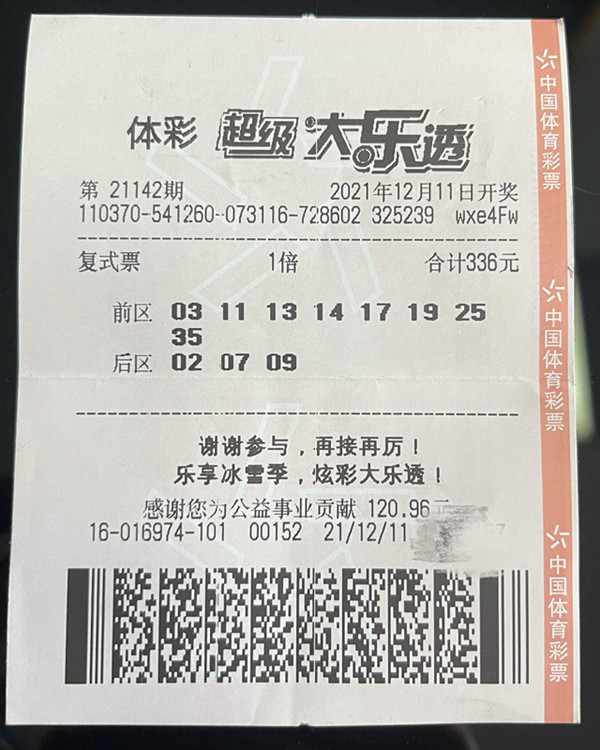 体彩 超级大乐透
第 21142期 2021年12月11日开奖
110370-541260-073116-728602 325239 wxe4Fw
复式票 1倍 合计336元
前区 03 11 13 14 17 19 25
35
后区 02 07 09
谢谢参与，再接再厉！
乐享冰雪季，炫彩大乐透！
感谢您为公益事业贡献 120.96元
16-016974-101 00152 21/12/11
中国体育彩票
中国体育彩票
中国体育彩票